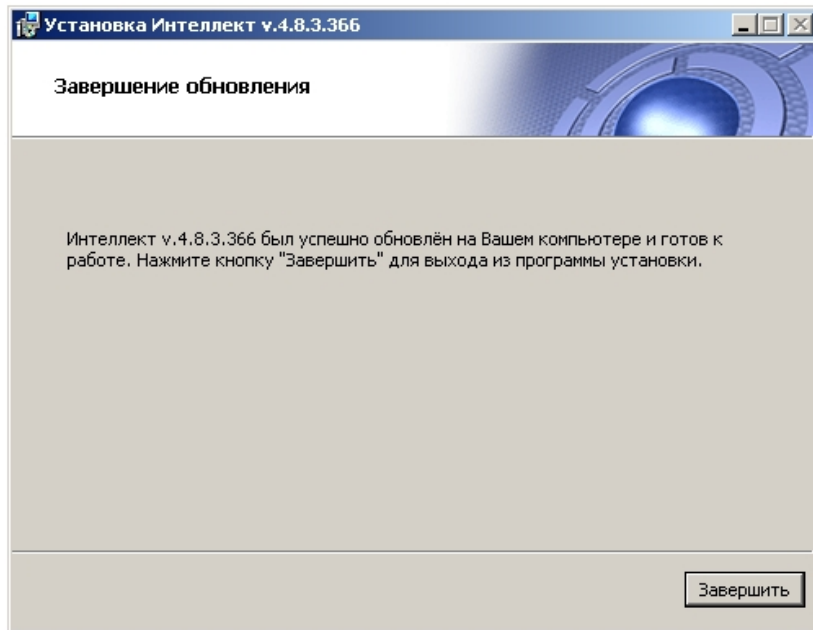 Установка Интеллект v.4.8.3.366
Завершение обновления
Интеллект v.4.8.3.366 был успешно обновлён на Вашем компьютере и готов к
работе. Нажмите кнопку "Завершить" для выхода из программы установки.
Завершить